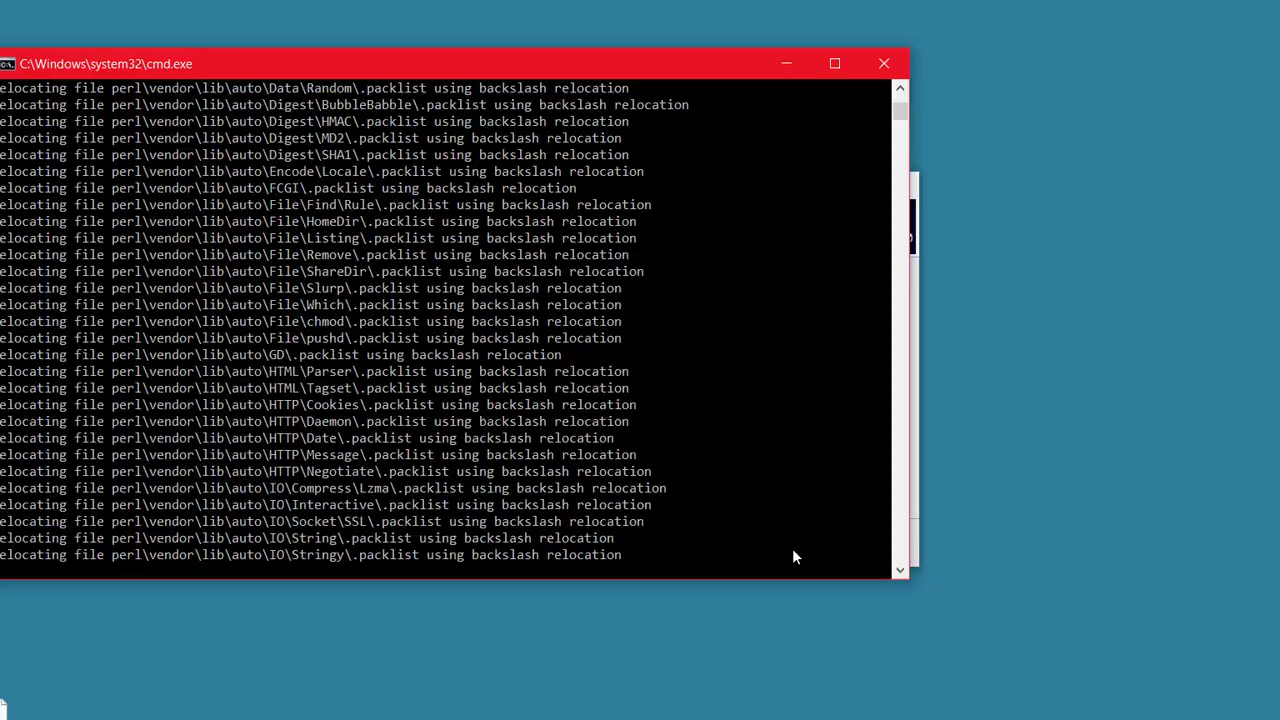 C:\Windows\system32\cmd.exe
elocating file perl\vendor\lib\auto\Data\Random\.packlist using backslash relocation
elocating file perl\vendor\lib\auto\Digest\BubbleBabble\.packlist using backslash relocation
elocating file perl\vendor\lib\auto\Digest\HMAC\.packlist using backslash relocation
elocating file perl\vendor\lib\auto\Digest\MD2\.packlist using backslash relocation
elocating file perl\vendor\lib\auto\Digest\SHA1\.packlist using backslash relocation
elocating file perl\vendor\lib\auto\Encode\Locale\.packlist using backslash relocation
elocating file perl\vendor\lib\auto\FCGI\.packlist using backslash relocation
elocating file perl\vendor\lib\auto\File\Find\Rule\.packlist using backslash relocation
elocating file perl\vendor\lib\auto\File\HomeDir\.packlist using backslash relocation
elocating file perl\vendor\lib\auto\File\Listing\.packlist using backslash relocation
elocating file perl\vendor\lib\auto\File\Remove\.packlist using backslash relocation
elocating file perl\vendor\lib\auto\File\ShareDir\.packlist using backslash relocation
elocating file perl\vendor\lib\auto\File\Slurp\.packlist using backslash relocation
elocating file perl\vendor\lib\auto\File\Which\.packlist using backslash relocation
elocating file perl\vendor\lib\auto\File\chmod\.packlist using backslash relocation
elocating file perl\vendor\lib\auto\File\pushd\.packlist using backslash relocation
elocating file perl\vendor\lib\auto\GD\.packlist using backslash relocation
elocating file perl\vendor\lib\auto\HTML\Parser\.packlist using backslash relocation
elocating file perl\vendor\lib\auto\HTML\Tagset\.packlist using backslash relocation
elocating file perl\vendor\lib\auto\HTTP\Cookies\.packlist using backslash relocation
elocating file perl\vendor\lib\auto\HTTP\Daemon\.packlist using backslash relocation
elocating file perl\vendor\lib\auto\HTTP\Date\.packlist using backslash relocation
elocating file perl\vendor\lib\auto\HTTP\Message\.packlist using backslash relocation
elocating file perl\vendor\lib\auto\HTTP\Negotiate\.packlist using backslash relocation
elocating file perl\vendor\lib\auto\IO\Compress\Lzma\.packlist using backslash relocation
elocating file perl\vendor\lib\auto\IO\Interactive\.packlist using backslash relocation
elocating file perl\vendor\lib\auto\IO\Socket\SSL\.packlist using backslash relocation
elocating file perl\vendor\lib\auto\IO\String\.packlist using backslash relocation
elocating file perl\vendor\lib\auto\IO\Stringy\.packlist using backslash relocation